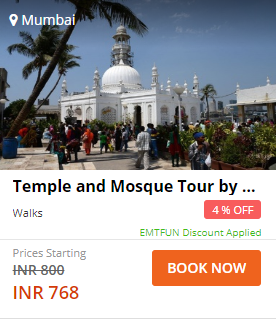 Mumbai
Temple and Mosque Tour by ...
Walks
4 % OFF
EMTFUN Discount Applied
Prices Starting
INR 800
INR 768
BOOK NOW